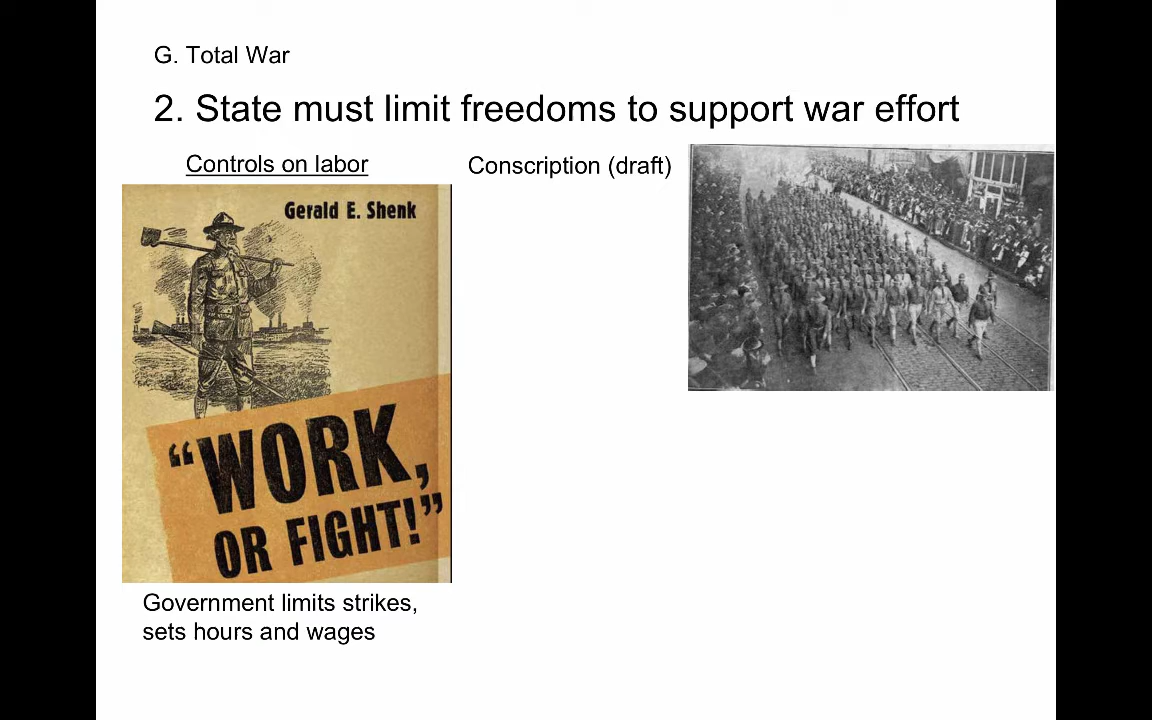 G. Total War
2. State must limit freedoms to support war effort
Controls on labor
Conscription (draft)
Gerald E. Shenk
“WORK,
OR FIGHT!”
Government limits strikes,
sets hours and wages